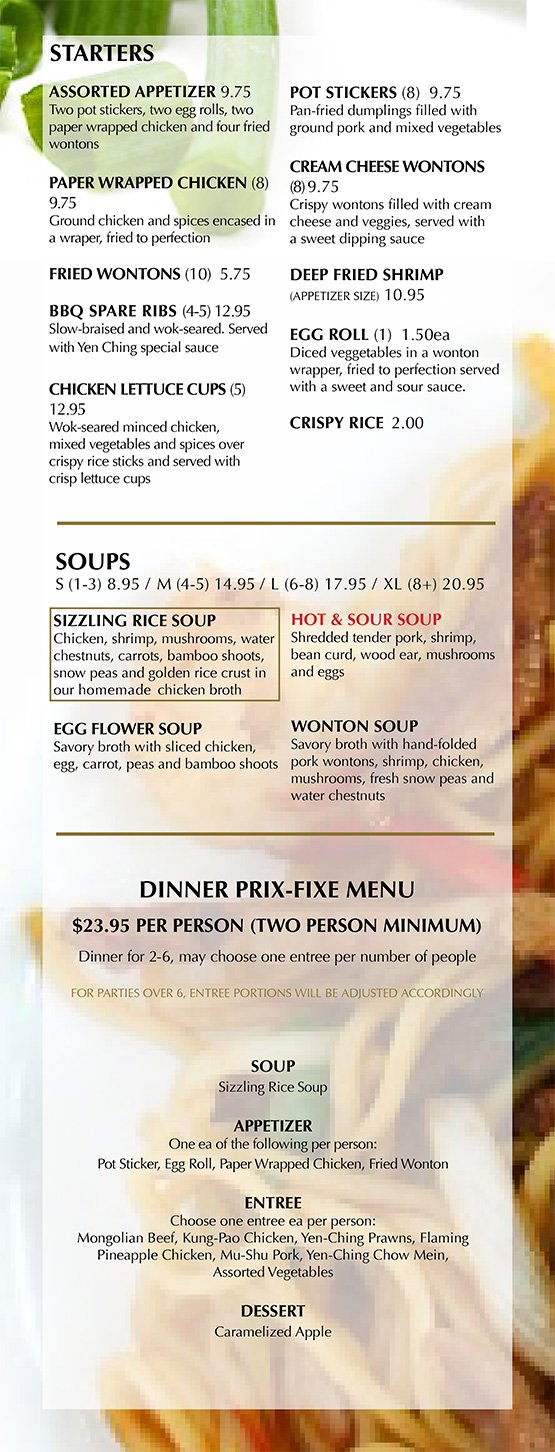 STARTERS
ASSORTED APPETIZER 9.75
Two pot stickers, two egg rolls, two
paper wrapped chicken and four fried
wontons
PAPER WRAPPED CHICKEN (8)
9.75
Ground chicken and spices encased in
a wraper, fried to perfection
FRIED WONTONS (10) 5.75
BBQ SPARE RIBS (4-5) 12.95
Slow-braised and wok-seared. Served
with Yen Ching special sauce
CHICKEN LETTUCE CUPS (5)
12.95
Wok-seared minced chicken,
mixed vegetables and spices over
crispy rice sticks and served with
crisp lettuce cups
POT STICKERS (8) 9.75
Pan-fried dumplings filled with
ground pork and mixed vegetables
CREAM CHEESE WONTONS
(8) 9.75
Crispy wontons filled with cream
cheese and veggies, served with
a sweet dipping sauce
DEEP FRIED SHRIMP
(APPETIZER SIZE) 10.95
EGG ROLL (1) 1.50ea
Diced veggetables in a wonton
wrapper, fried to perfection served
with a sweet and sour sauce.
CRISPY RICE 2.00
SOUPS
S (1-3) 8.95 / M (4-5) 14.95 / L (6-8) 17.95 / XL (8+) 20.95
SIZZLING RICE SOUP
Chicken, shrimp, mushrooms, water
chestnuts, carrots, bamboo shoots,
snow peas and golden rice crust in
our homemade chicken broth
EGG FLOWER SOUP
Savory broth with sliced chicken,
egg, carrot, peas and bamboo shoots
HOT & SOUR SOUP
Shredded tender pork, shrimp,
bean curd, wood ear, mushrooms
and eggs
WONTON SOUP
Savory broth with hand-folded
pork wontons, shrimp, chicken,
mushrooms, fresh snow peas and
water chestnuts
DINNER PRIX-FIXE MENU
$23.95 PER PERSON (TWO PERSON MINIMUM)
Dinner for 2-6, may choose one entree per number of people
FOR PARTIES OVER 6, ENTREE PORTIONS WILL BE ADJUSTED ACCORDINGLY
SOUP
Sizzling Rice Soup
APPETIZER
One ea of the following per person:
Pot Sticker, Egg Roll, Paper Wrapped Chicken, Fried Wonton
ENTREE
Choose one entree ea per person:
Mongolian Beef, Kung-Pao Chicken, Yen-Ching Prawns, Flaming
Pineapple Chicken, Mu-Shu Pork, Yen-Ching Chow Mein,
Assorted Vegetables
DESSERT
Caramelized Apple